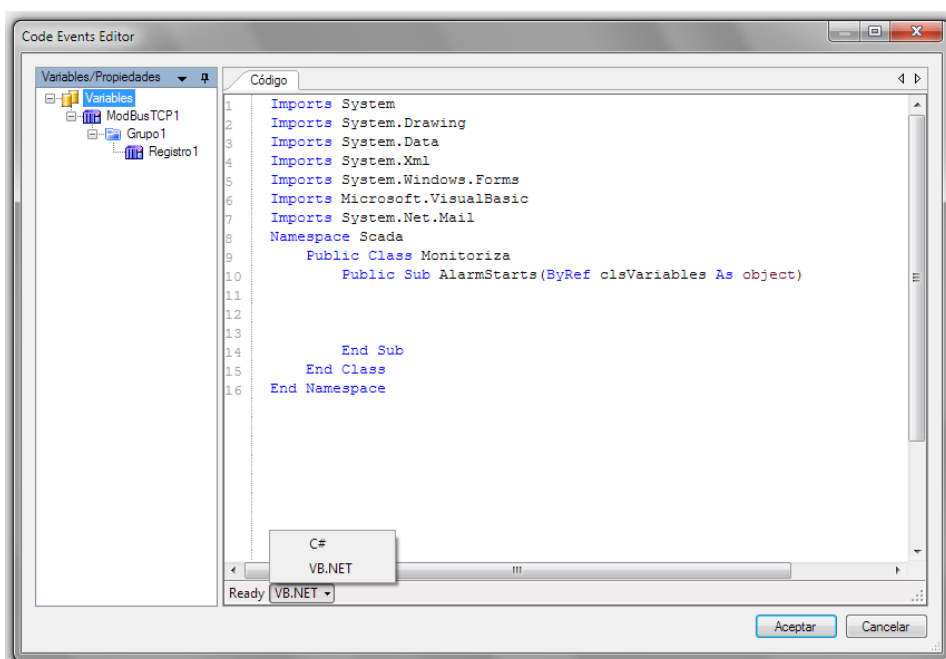 Code Events Editor
Variables/Propiedades
Variables
ModBusTCP1
Grupo1
Registro1
Código
1 Imports System
2 Imports System.Drawing
3 Imports System.Data
4 Imports System.Xml
5 Imports System.Windows.Forms
6 Imports Microsoft.VisualBasic
7 Imports System.Net.Mail
8 Namespace Scada
9 Public Class Monitoriza
10 Public Sub AlarmStarts(ByRef clsVariables As object)
11
12
13
14 End Sub
15 End Class
16 End Namespace
C#
VB.NET
Ready VB.NET
Aceptar Cancelar